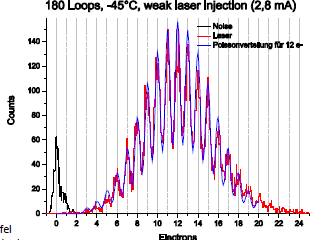 180 Loops, -45°C, weak laser injection (2,8 mA)
Noise
Laser
Poissonverteilung für 12 e-
140
120
100
80
60
40
20
0
Counts
0 2 4 6 8 10 12 14 16 18 20 22 24
Electrons
fel